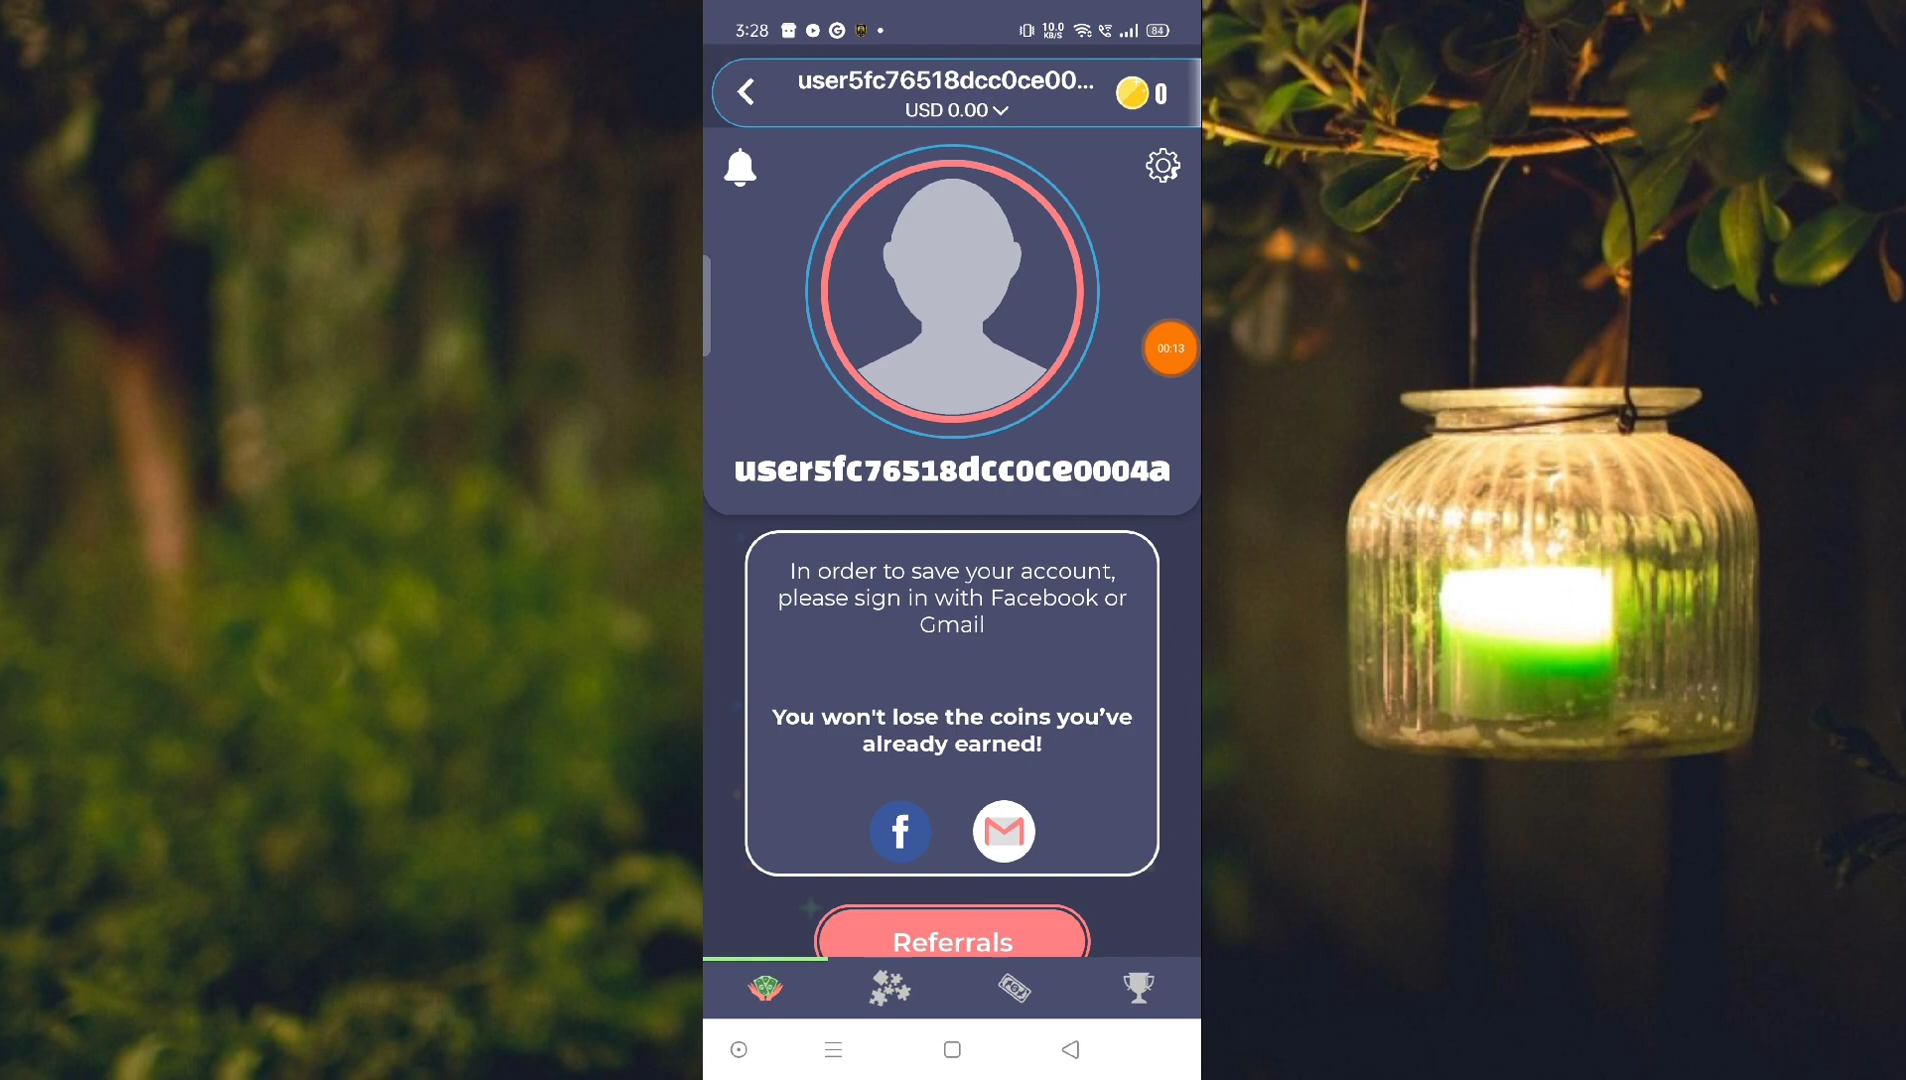 3:28
10.0
KB/S
84
user5fc76518dcc0ce00...
USD 0.00
0
00:13
user5fc76518dcc0ce0004a
In order to save your account,
please sign in with Facebook or
Gmail
You won't lose the coins you’ve
already earned!
Referrals